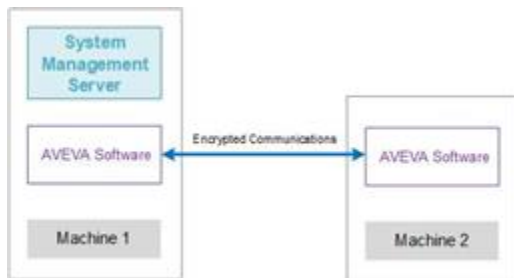 System
Management
Server
AVEVA Software
Encrypted Communications
AVEVA Software
Machine 1
Machine 2